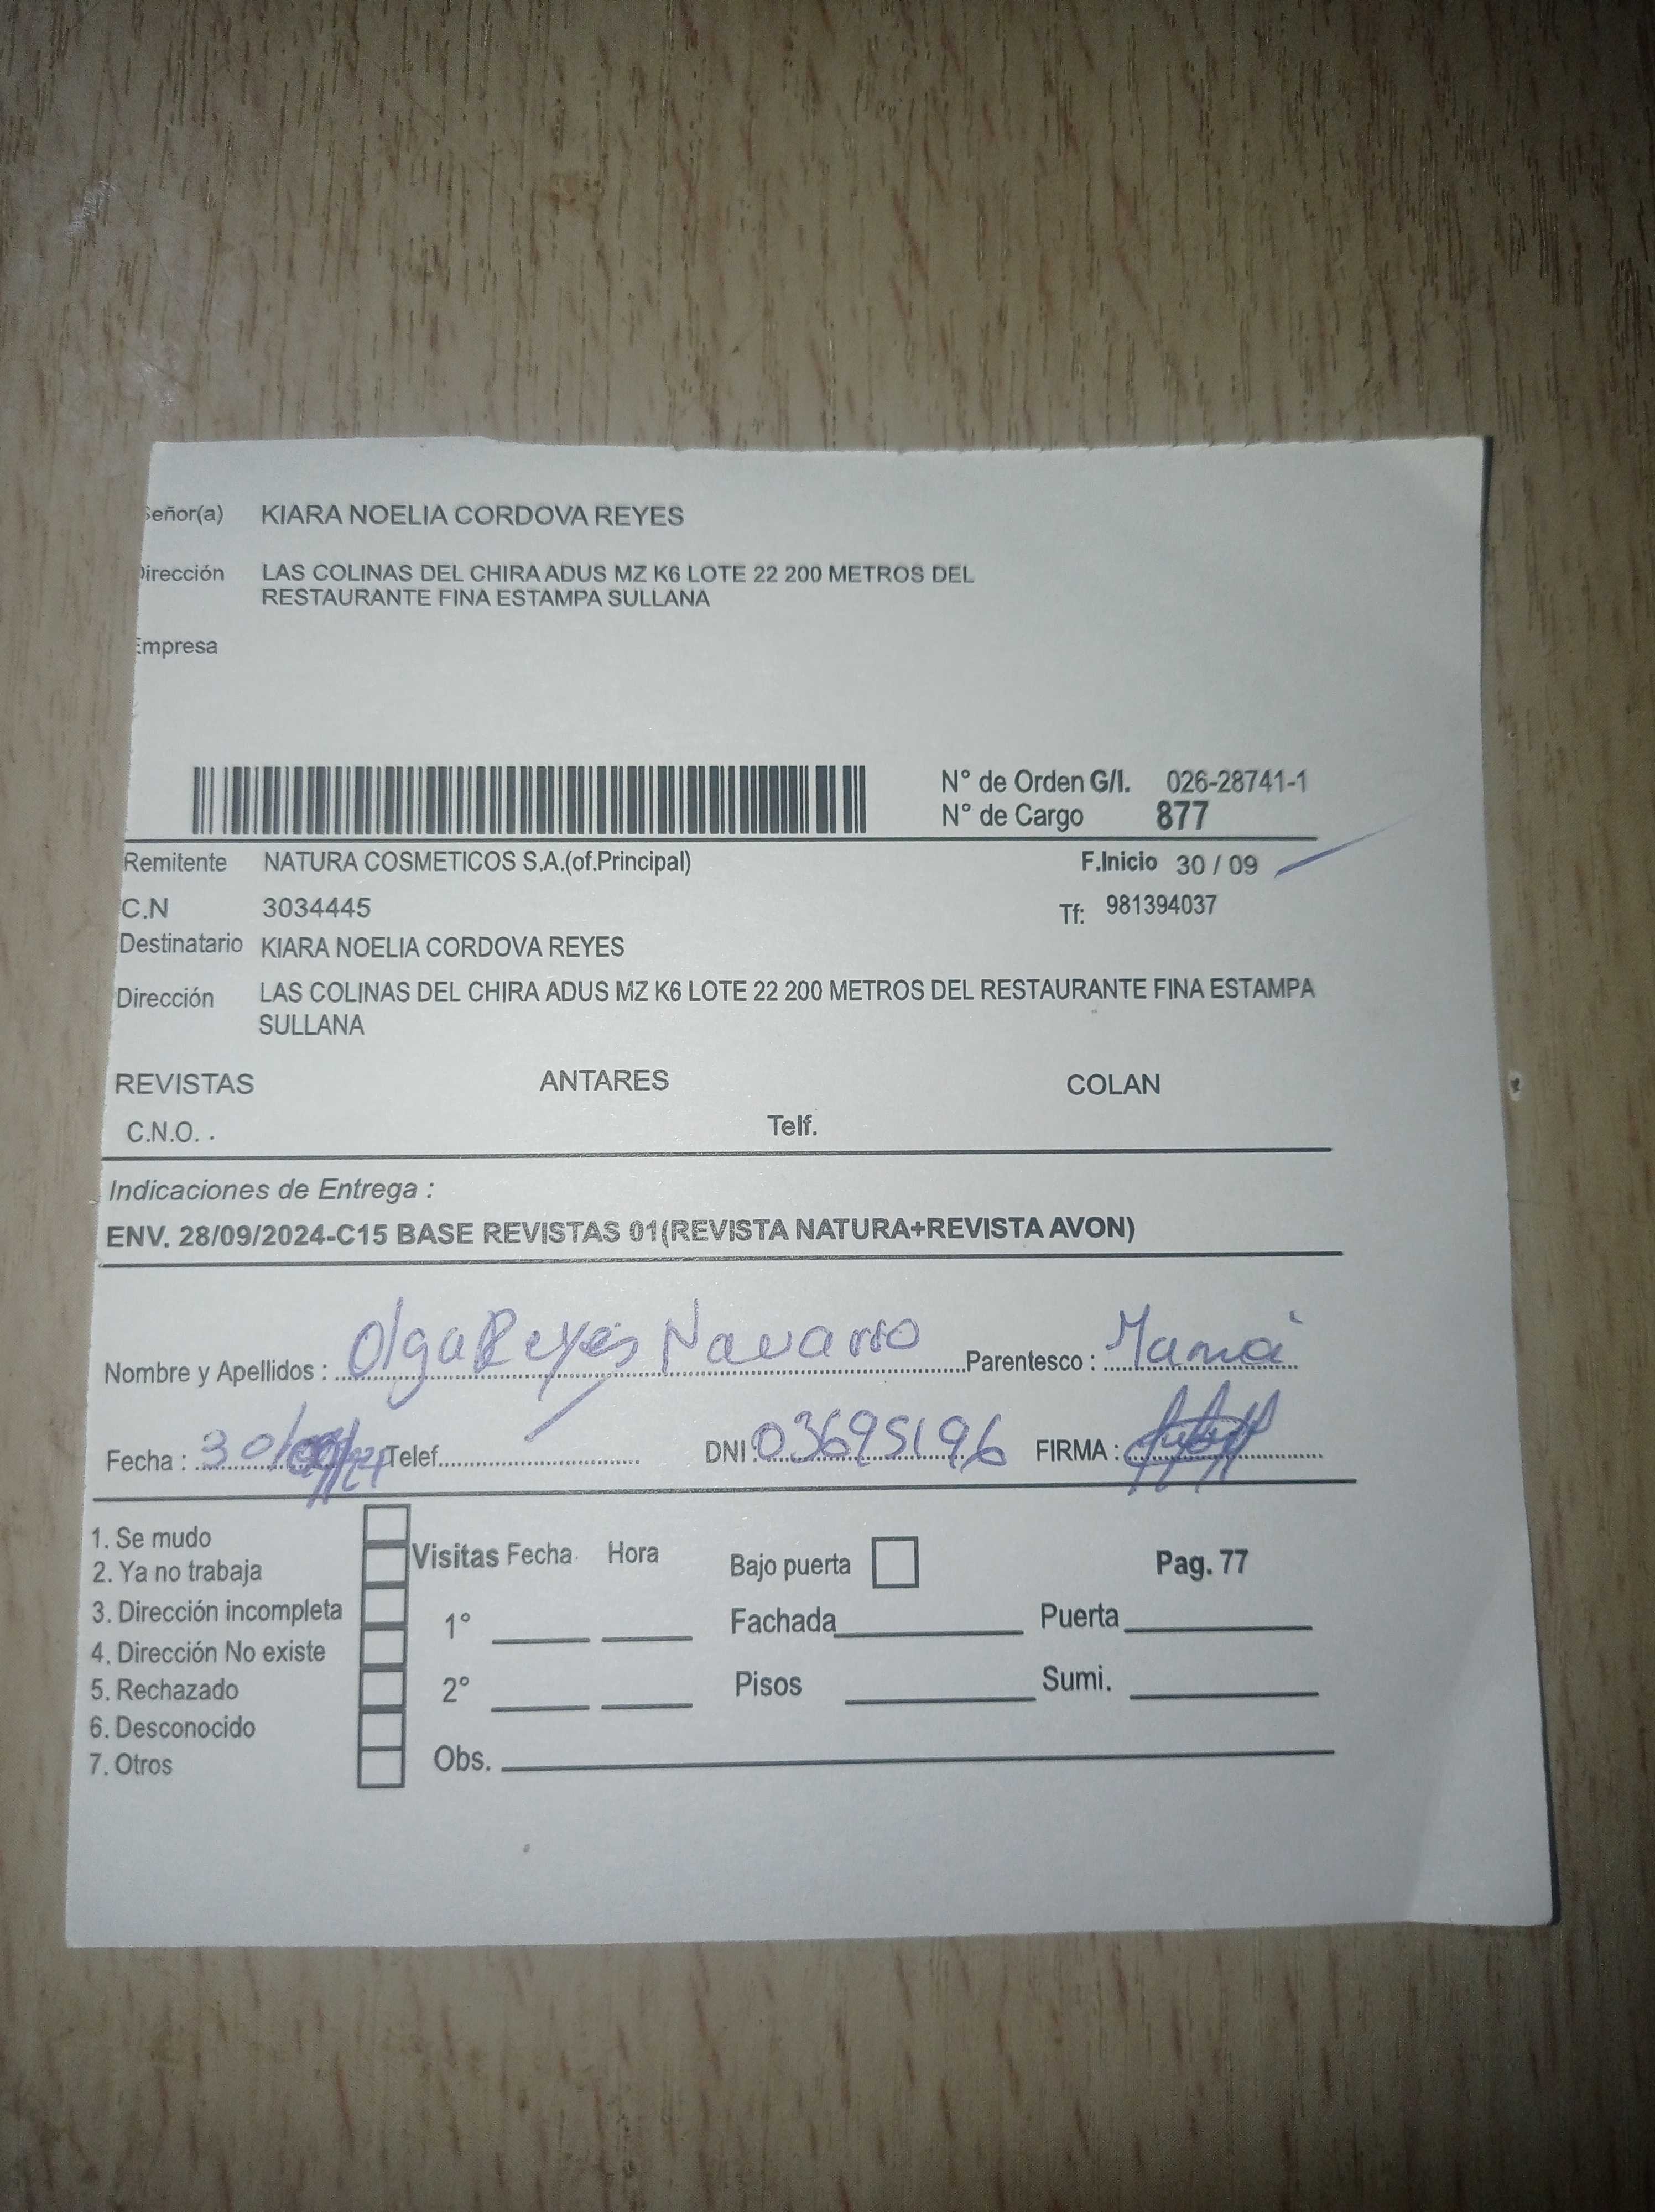 Señor(a) KIARA NOELIA CORDOVA REYES
Dirección LAS COLINAS DEL CHIRA ADUS MZ K6 LOTE 22 200 METROS DEL
RESTAURANTE FINA ESTAMPA SULLANA
Empresa
N° de Orden G/I. 026-28741-1
N° de Cargo 877
Remitente NATURA COSMETICOS S.A.(of.Principal) F.Inicio 30 / 09
C.N 3034445 Tf: 981394037
Destinatario KIARA NOELIA CORDOVA REYES
Dirección LAS COLINAS DEL CHIRA ADUS MZ K6 LOTE 22 200 METROS DEL RESTAURANTE FINA ESTAMPA
SULLANA
REVISTAS ANTARES COLAN
C.N.O. . Telf.
Indicaciones de Entrega :
ENV. 28/09/2024-C15 BASE REVISTAS 01(REVISTA NATURA+REVISTA AVON)
Nombre y Apellidos : Olga Reyes Navarro Parentesco : Mamá
Fecha : 30/ Telef. DNI: 03695196 FIRMA :
1. Se mudo
2. Ya no trabaja Visitas Fecha Hora Bajo puerta Pag. 77
3. Dirección incompleta 1° Fachada Puerta
4. Dirección No existe
5. Rechazado 2° Pisos Sumi.
6. Desconocido
7. Otros Obs.